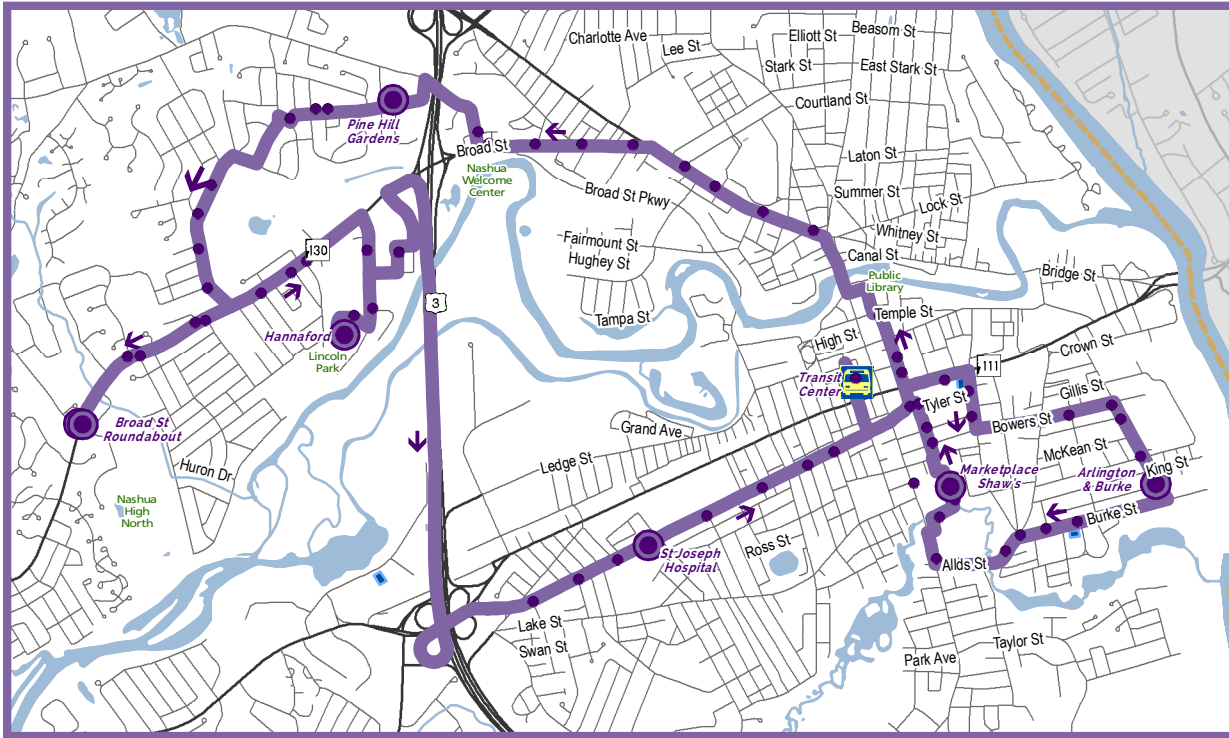 Charlotte Ave
Lee St
Elliott St
Beasom St
Stark St
East Stark St
Courtland St
Pine Hill
Gardens
Broad St
Nashua
Welcome
Center
Laton St
Broad St Pkwy
Summer St
Lock St
Whitney St
Fairmount St
Hughey St
Canal St
130
Public
Library
Bridge St
3
Tampa St
Temple St
Hannaford
Lincoln
Park
High St
Crown St
111
Transit
Center
Tyler St
Gillis St
Broad St
Roundabout
Grand Ave
Bowers St
McKean St
Huron Dr
Ledge St
Marketplace
Shaw's
Arlington
& Burke
King St
Nashua
High
North
Burke St
Ross St
St Joseph
Hospital
Allds St
Lake St
Swan St
Taylor St
Park Ave